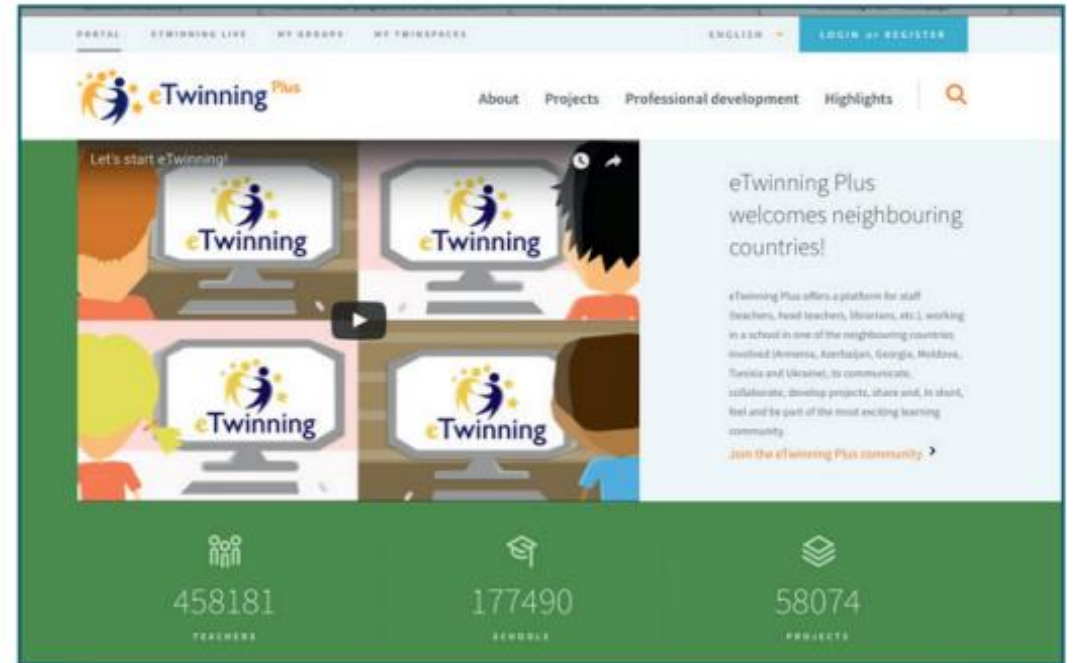 PORTAL ETWINNING LIVE MY GROUPS MY TWINSPACES ENGLISH LOGIN or REGISTER
eTwinning Plus
About Projects Professional development Highlights
Let's start eTwinning!
eTwinning
eTwinning
eTwinning
eTwinning
eTwinning Plus
welcomes neighbouring
countries!
eTwinning Plus offers a platform for staff
(teachers, head teachers, librarians, etc.), working
in a school in one of the neighbouring countries
involved (Armenia, Azerbaijan, Georgia, Moldova,
Tunisia and Ukraine), to communicate,
collaborate, develop projects, share and, in short,
feel and be part of the most exciting learning
community.
Join the eTwinning Plus community
458181
TEACHERS
177490
SCHOOLS
58074
PROJECTS